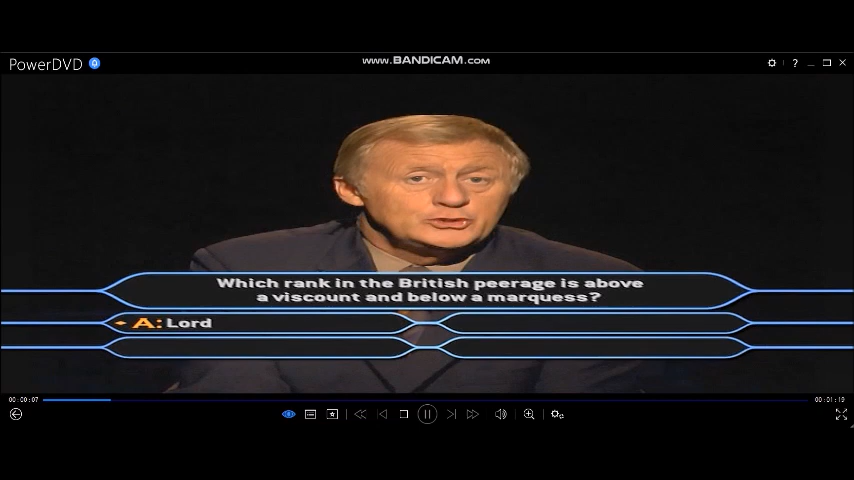 PowerDVD
WWW.BANDICAM.COM
?
Which rank in the British peerage is above
a viscount and below a marquess?
A: Lord
00:00:07
00:01:19